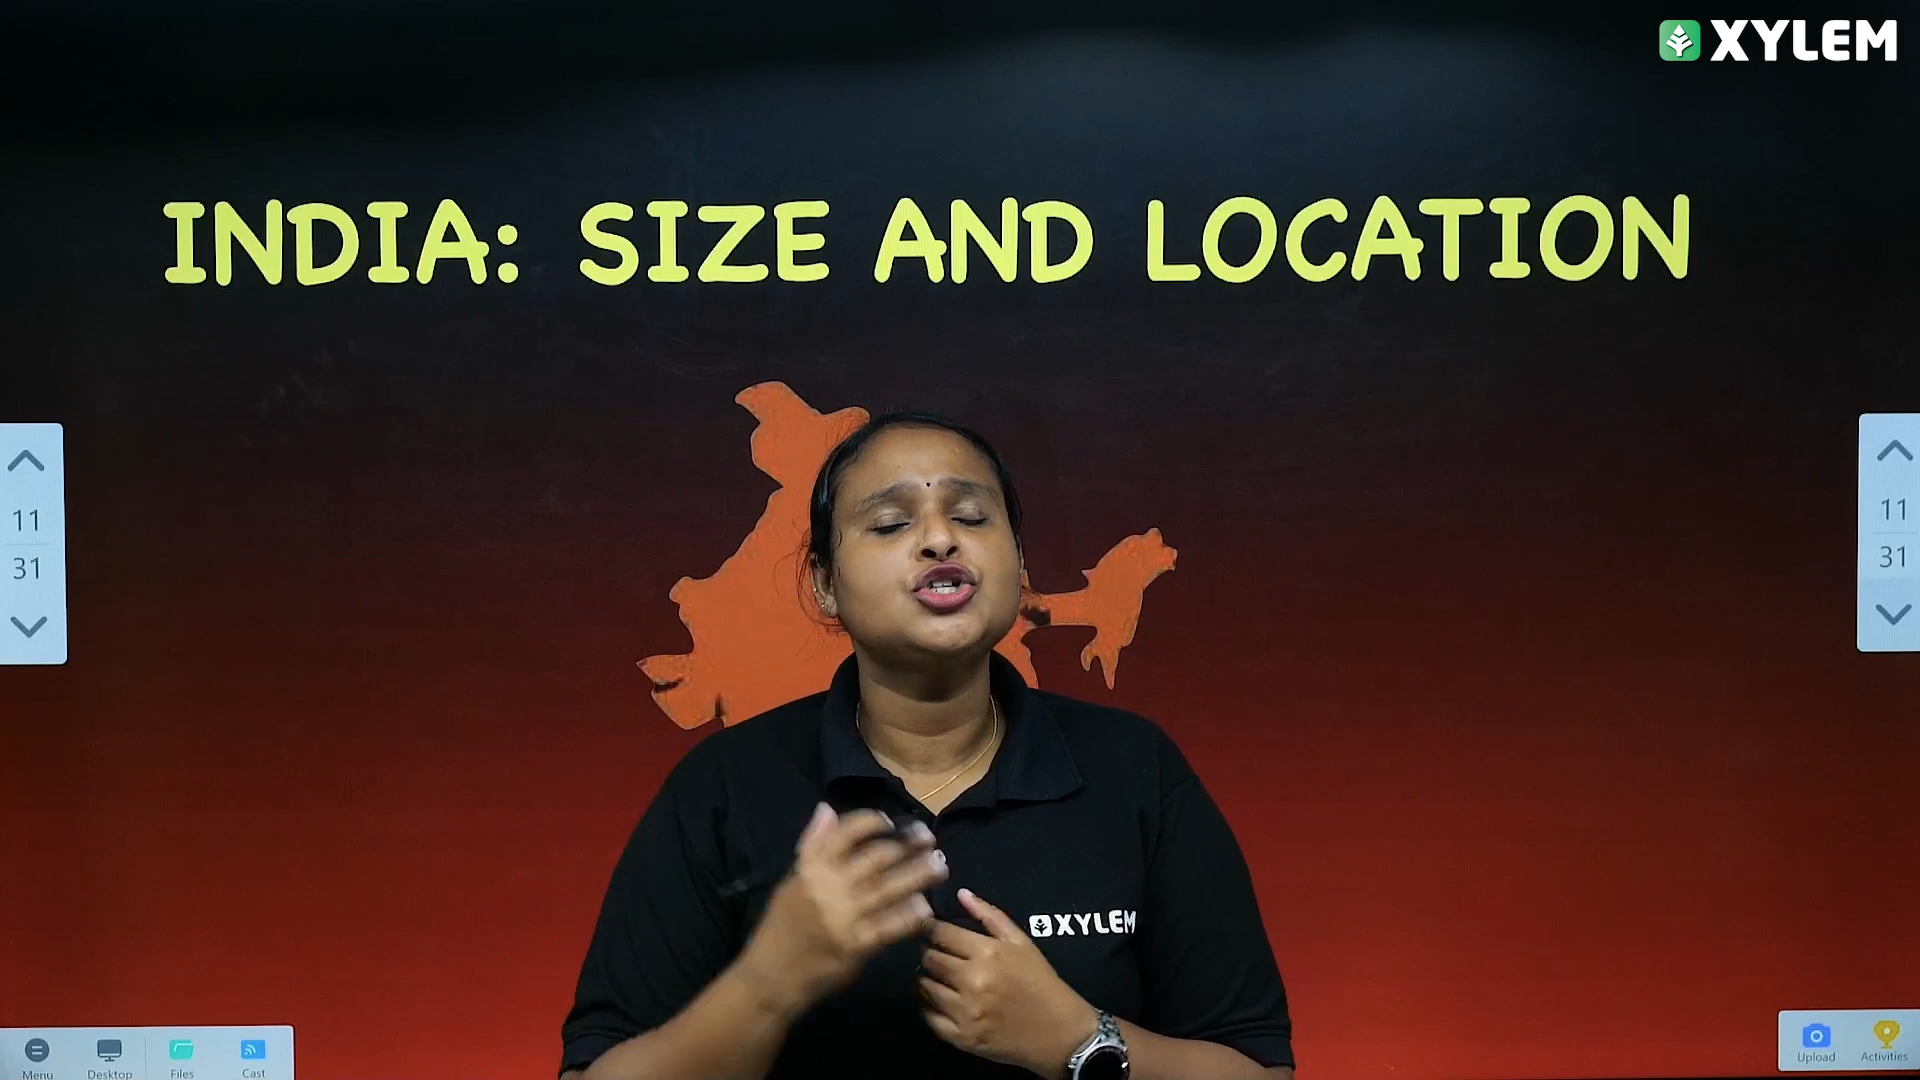 XYLEM
INDIA: SIZE AND LOCATION
11
31
11
31
XYLEM
Menu
Desktop
Files
Cast
Upload
Activities